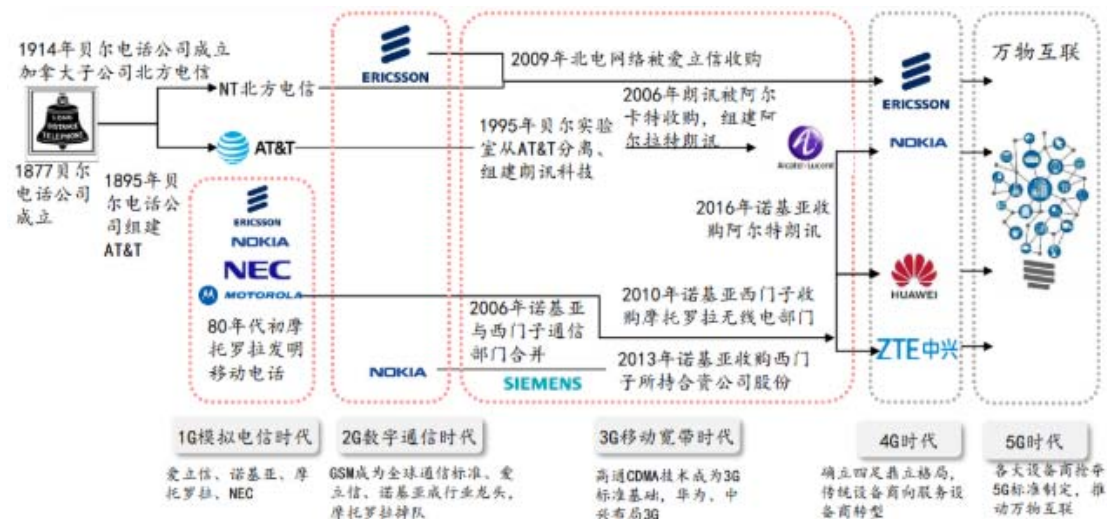 1914年贝尔电话公司成立
加拿大子公司北方电信
NT北方电信
AT&T
1877贝尔
电话公司
成立
1895年贝
尔电话公
司组建
AT&T
ERICSSON
NOKIA
NEC
MOTOROLA
80年代初摩
托罗拉发明
移动电话
ERICSSON
NOKIA
2009年北电网络被爱立信收购
1995年贝尔实验
室从AT&T分离、
组建朗讯科技
2006年朗讯被阿尔
卡特收购，组建阿
尔拉特朗讯
Alcatel·Lucent
2016年诺基亚收
购阿尔特朗讯
2006年诺基亚
与西门子通信
部门合并
2010年诺基亚西门子收
购摩托罗拉无线电部门
SIEMENS
2013年诺基亚收购西门
子所持合资公司股份
ERICSSON
NOKIA
HUAWEI
ZTE中兴
万物互联
1G模拟电信时代
爱立信、诺基亚、摩
托罗拉、NEC
2G数字通信时代
GSM成为全球通信标准、爱
立信、诺基亚成行业龙头，
摩托罗拉掉队
3G移动宽带时代
高通CDMA技术成为3G
标准基础，华为、中
兴布局3G
4G时代
确立四足鼎立格局，
传统设备商向服务设
备商转型
5G时代
各大设备商抢夺
5G标准制定，推
动万物互联